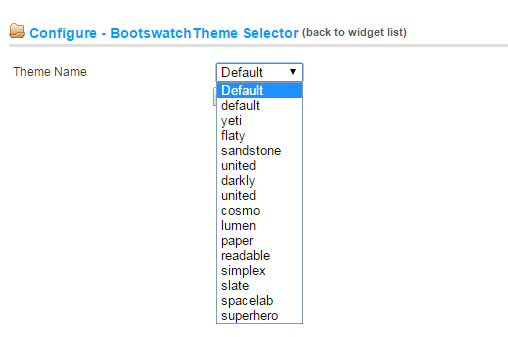 Configure - BootswatchTheme Selector (back to widget list)
Theme Name Default
Default
default
yeti
flaty
sandstone
united
darkly
united
cosmo
lumen
paper
readable
simplex
slate
spacelab
superhero